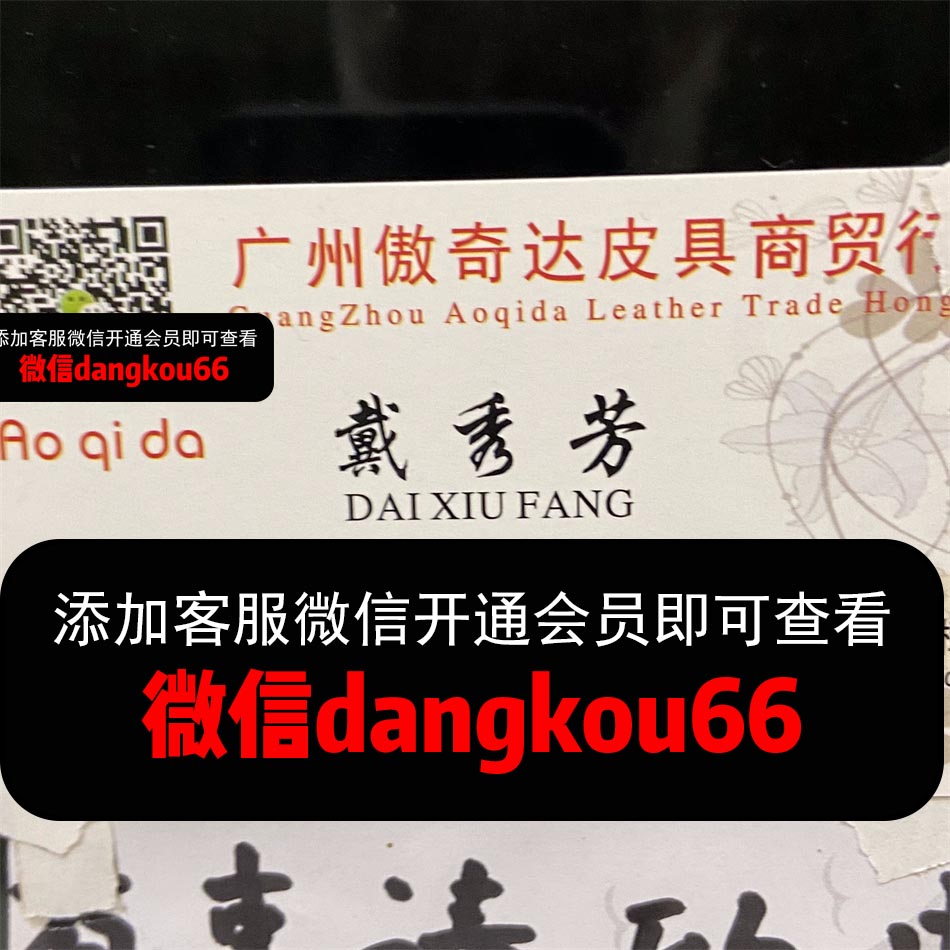 广州傲奇达皮具商贸行
GuangZhou Aoqida Leather Trade Hong
添加客服微信开通会员即可查看
微信dangkou66
Ao qi da
戴秀芳
DAI XIU FANG
添加客服微信开通会员即可查看
微信dangkou66